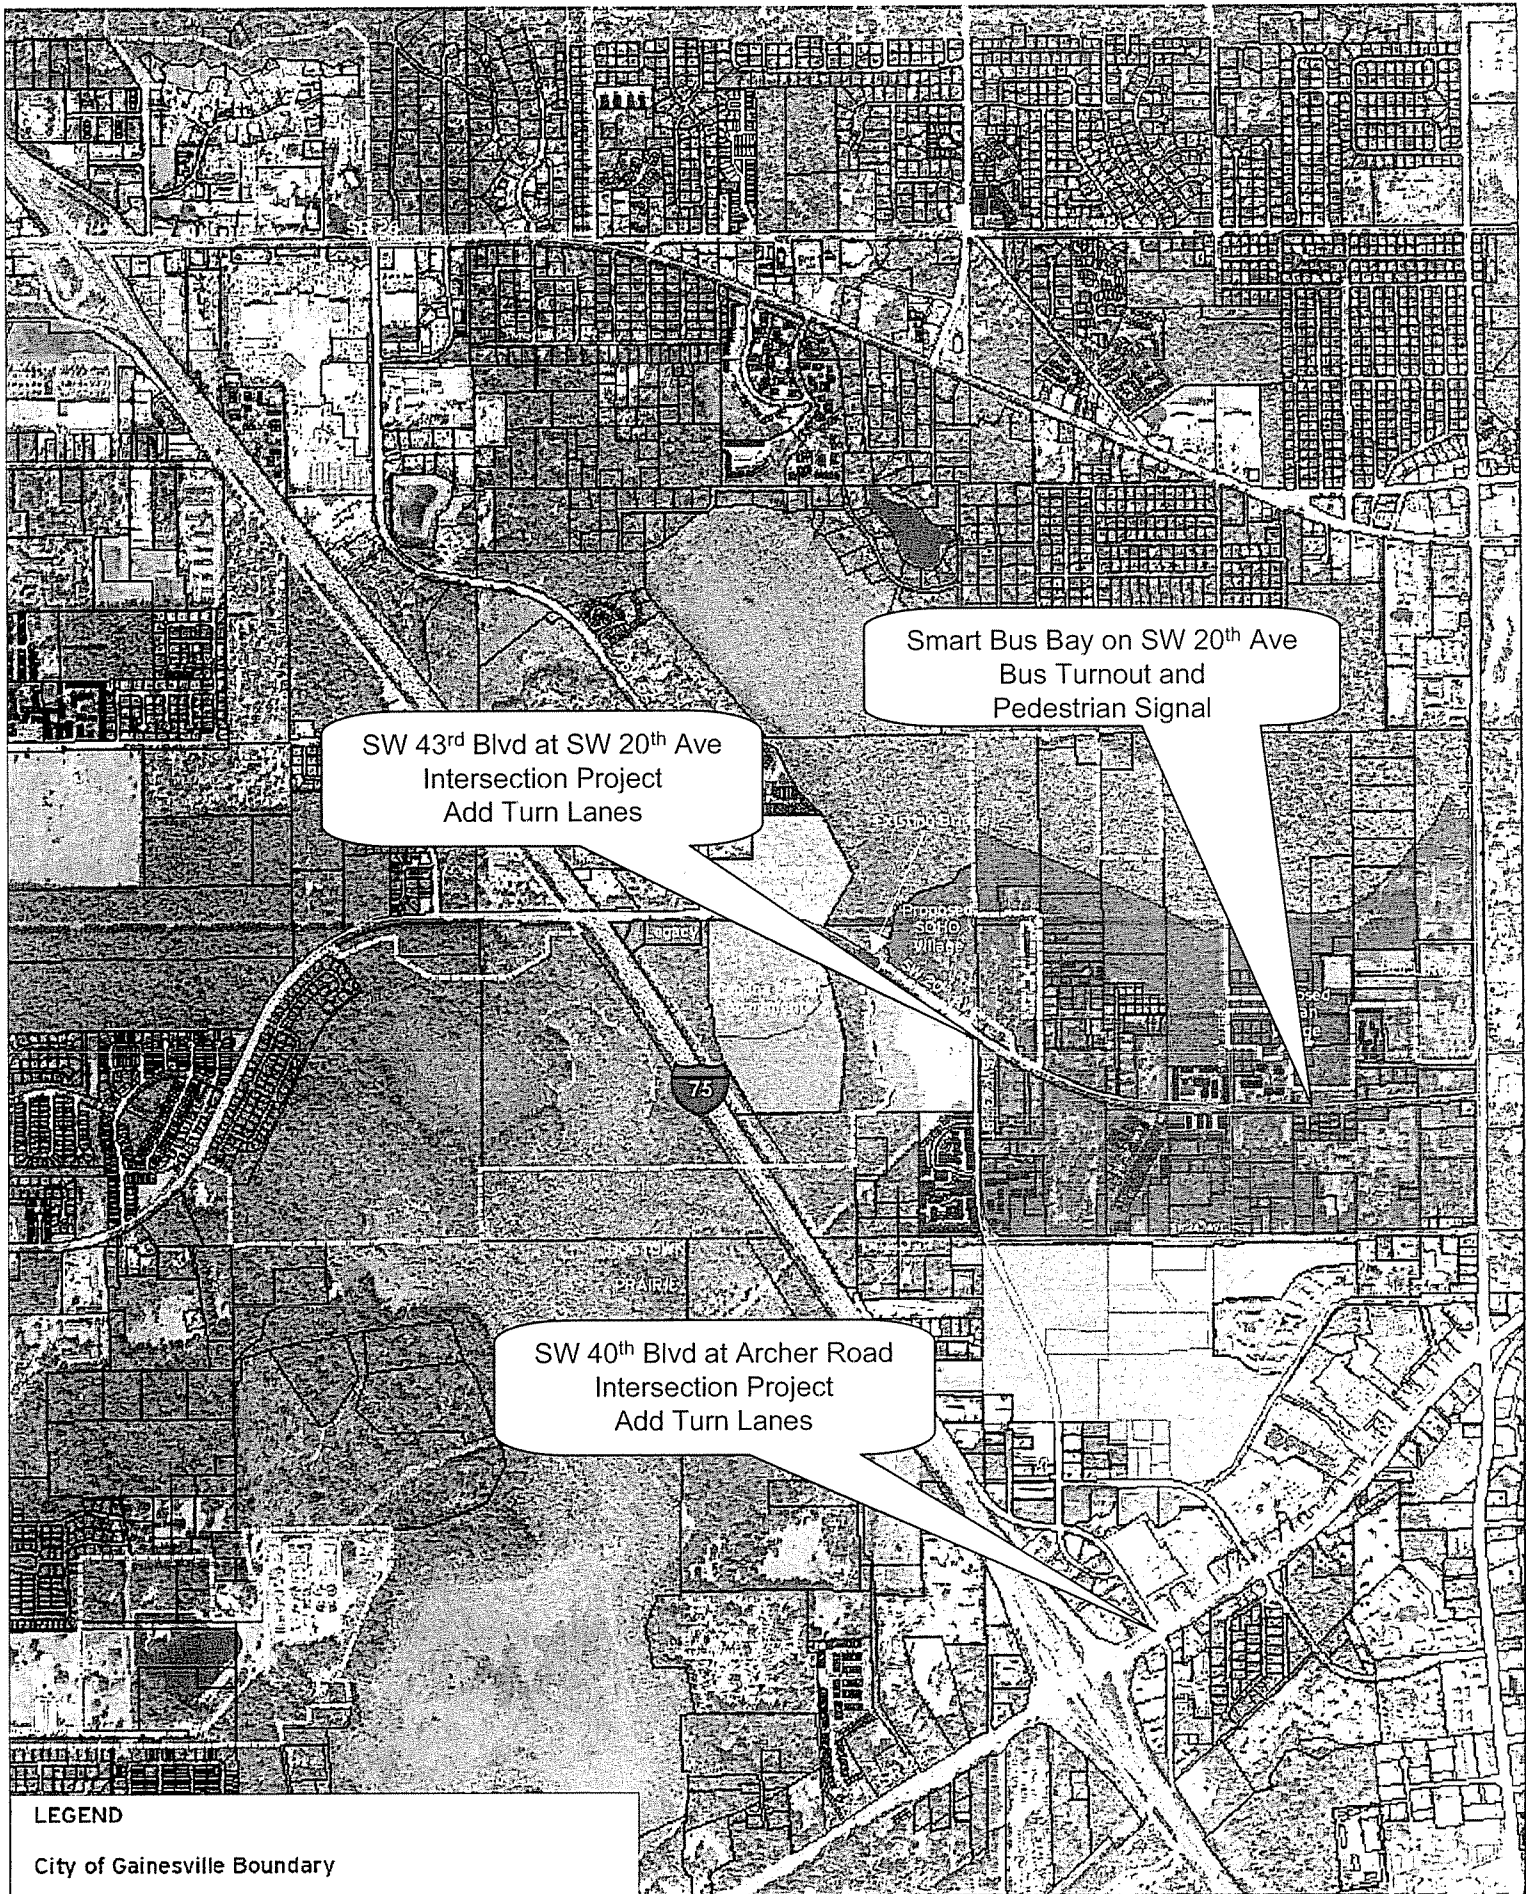 Smart Bus Bay on SW 20th Ave
Bus Turnout and
Pedestrian Signal
SW 43rd Blvd at SW 20th Ave
Intersection Project
Add Turn Lanes
Proposed
SOHO
Village
Legacy
75
PRAIRIE
SW 40th Blvd at Archer Road
Intersection Project
Add Turn Lanes
LEGEND
City of Gainesville Boundary